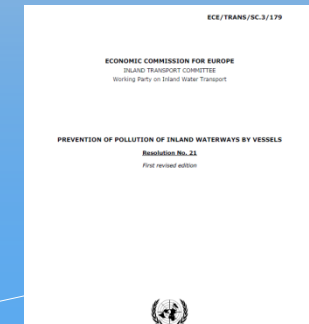 ECE/TRANS/SC.3/179
ECONOMIC COMMISSION FOR EUROPE
INLAND TRANSPORT COMMITTEE
Working Party on Inland Water Transport
PREVENTION OF POLLUTION OF INLAND WATERWAYS BY VESSELS
Resolution No. 21
First revised edition